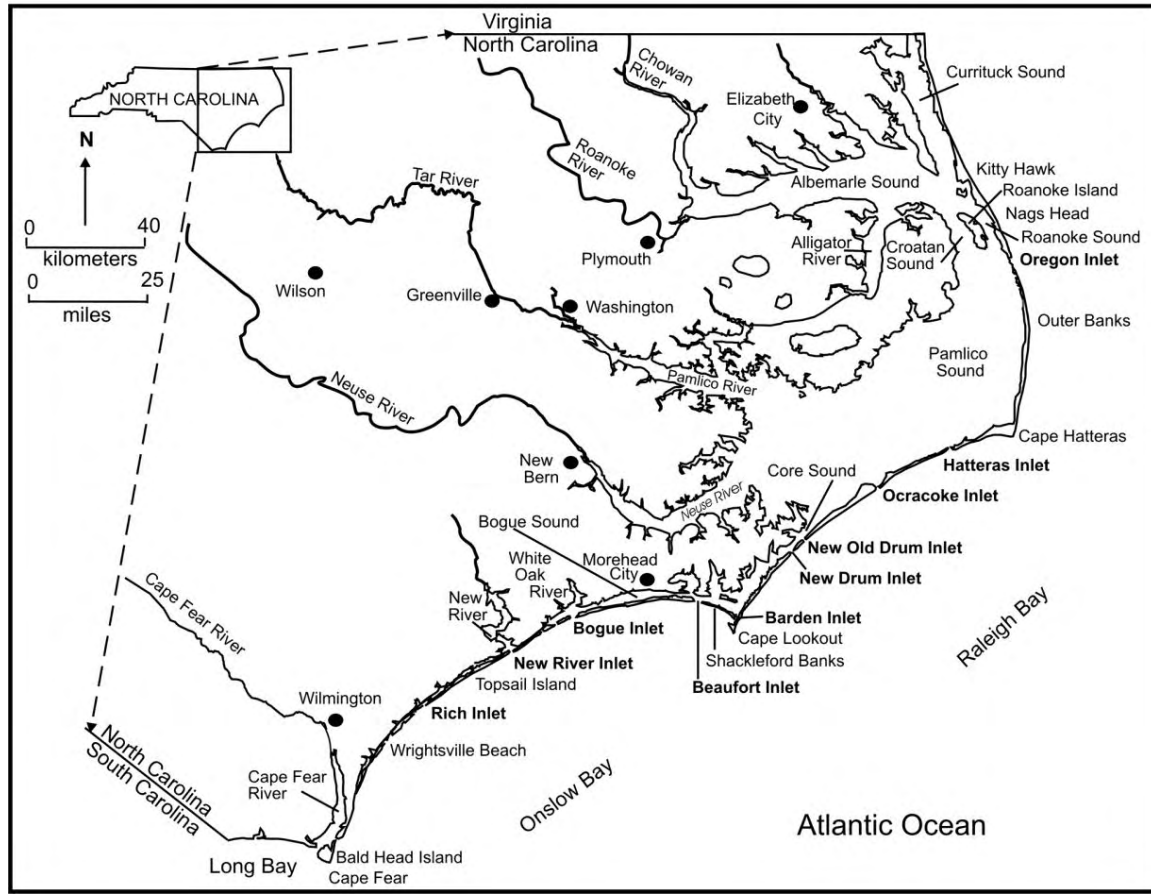 Virginia
North Carolina
Chowan
River
Currituck Sound
Elizabeth
City
NORTH CAROLINA
N
Roanoke
River
Kitty Hawk
Tar River
Albemarle Sound
Roanoke Island
Nags Head
0
40
kilometers
Plymouth
Alligator
River
Croatan
Sound
Roanoke Sound
Oregon Inlet
0
25
miles
Wilson
Greenville
Washington
Outer Banks
Pamlico
Sound
Pamlico River
Neuse River
Cape Hatteras
New
Bern
Core Sound
Hatteras Inlet
Ocracoke Inlet
Neuse River
Bogue Sound
New Old Drum Inlet
White
Oak
River
Morehead
City
New Drum Inlet
Cape Fear River
New
River
Barden Inlet
Bogue Inlet
Cape Lookout
Raleigh Bay
New River Inlet
Shackleford Banks
Topsail Island
Beaufort Inlet
Wilmington
Rich Inlet
North Carolina
South Carolina
Wrightsville Beach
Cape Fear
River
Onslow Bay
Atlantic Ocean
Long Bay
Bald Head Island
Cape Fear